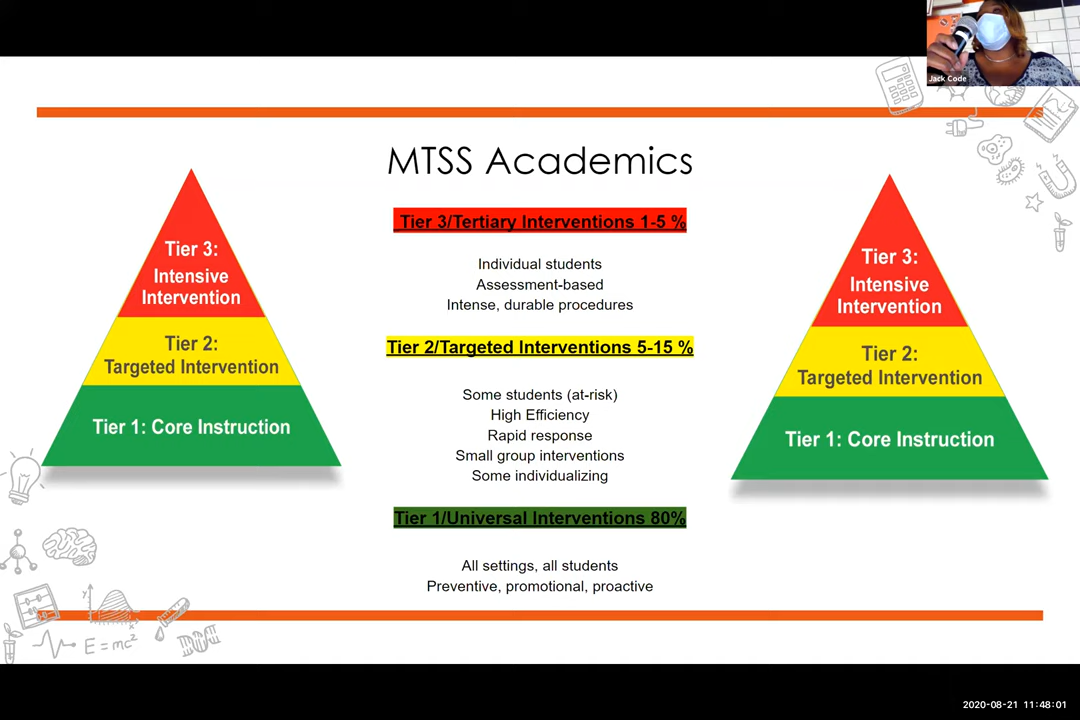 Jack Code
MTSS Academics
Tier 3:
Intensive
Intervention
Tier 2:
Targeted Intervention
Tier 1: Core Instruction
Tier 3/Tertiary Interventions 1-5 %
Individual students
Assessment-based
Intense, durable procedures
Tier 2/Targeted Interventions 5-15 %
Some students (at-risk)
High Efficiency
Rapid response
Small group interventions
Some individualizing
Tier 1/Universal Interventions 80%
All settings, all students
Preventive, promotional, proactive
Tier 3:
Intensive
Intervention
Tier 2:
Targeted Intervention
Tier 1: Core Instruction
y
x
E=mc²
2020-08-21 11:48:01